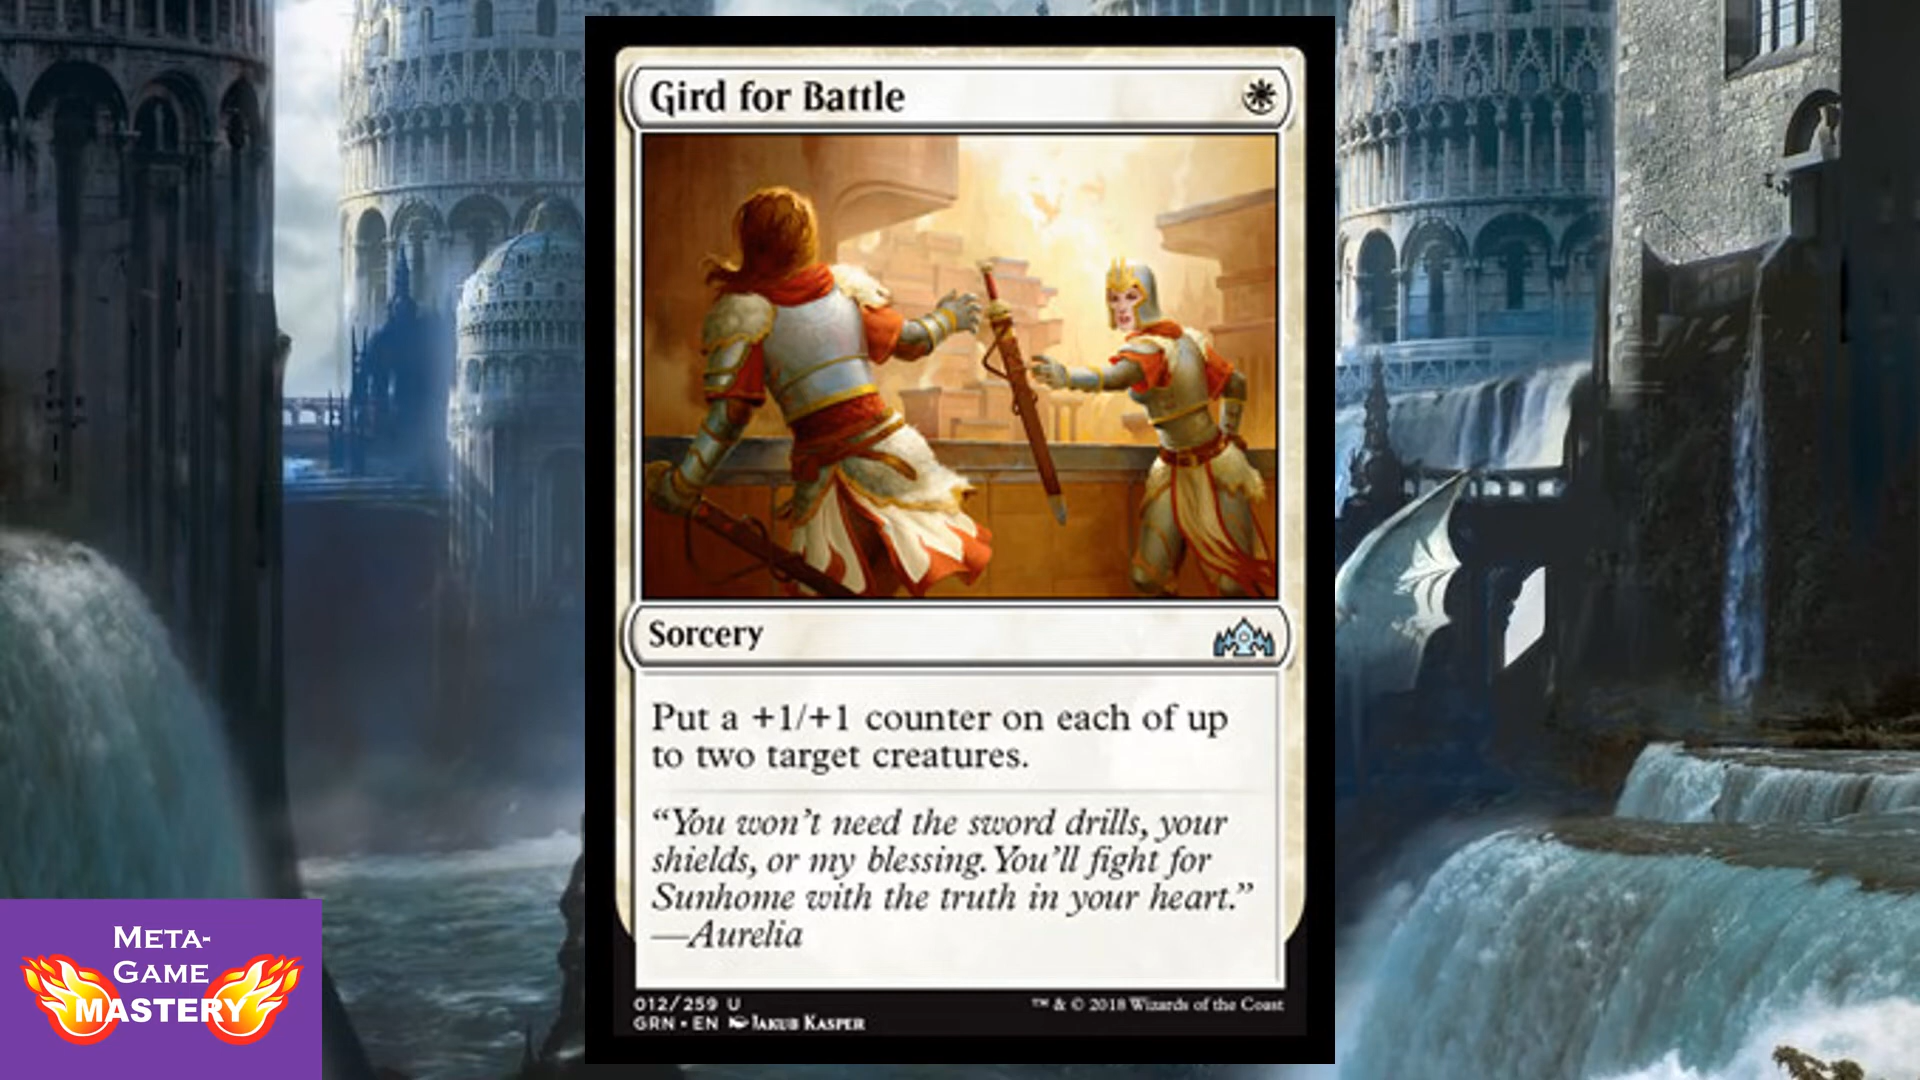 Gird for Battle
Sorcery
Put a +1/+1 counter on each of up
to two target creatures.
“You won’t need the sword drills, your
shields, or my blessing. You’ll fight for
Sunhome with the truth in your heart.”
—Aurelia
012/259 U
GRN • EN Jakub Kasper
™ & © 2018 Wizards of the Coast
Meta-
Game
Mastery